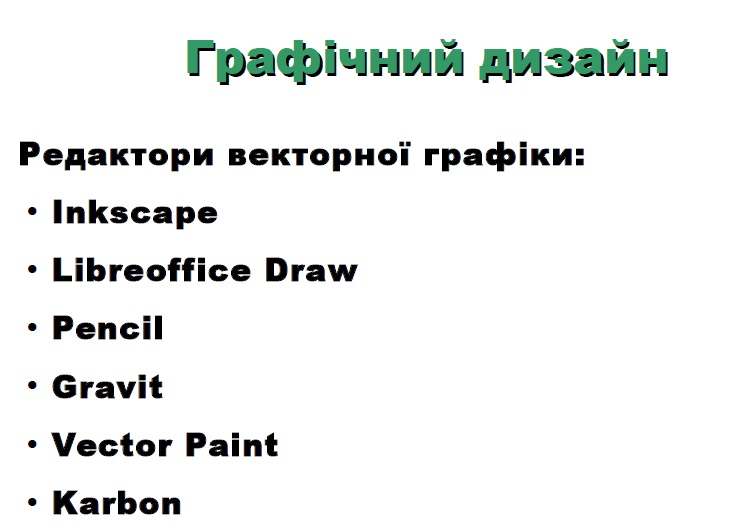 Графічний дизайн
Редактори векторної графіки:
• Inkscape
• Libreoffice Draw
• Pencil
• Gravit
• Vector Paint
• Karbon